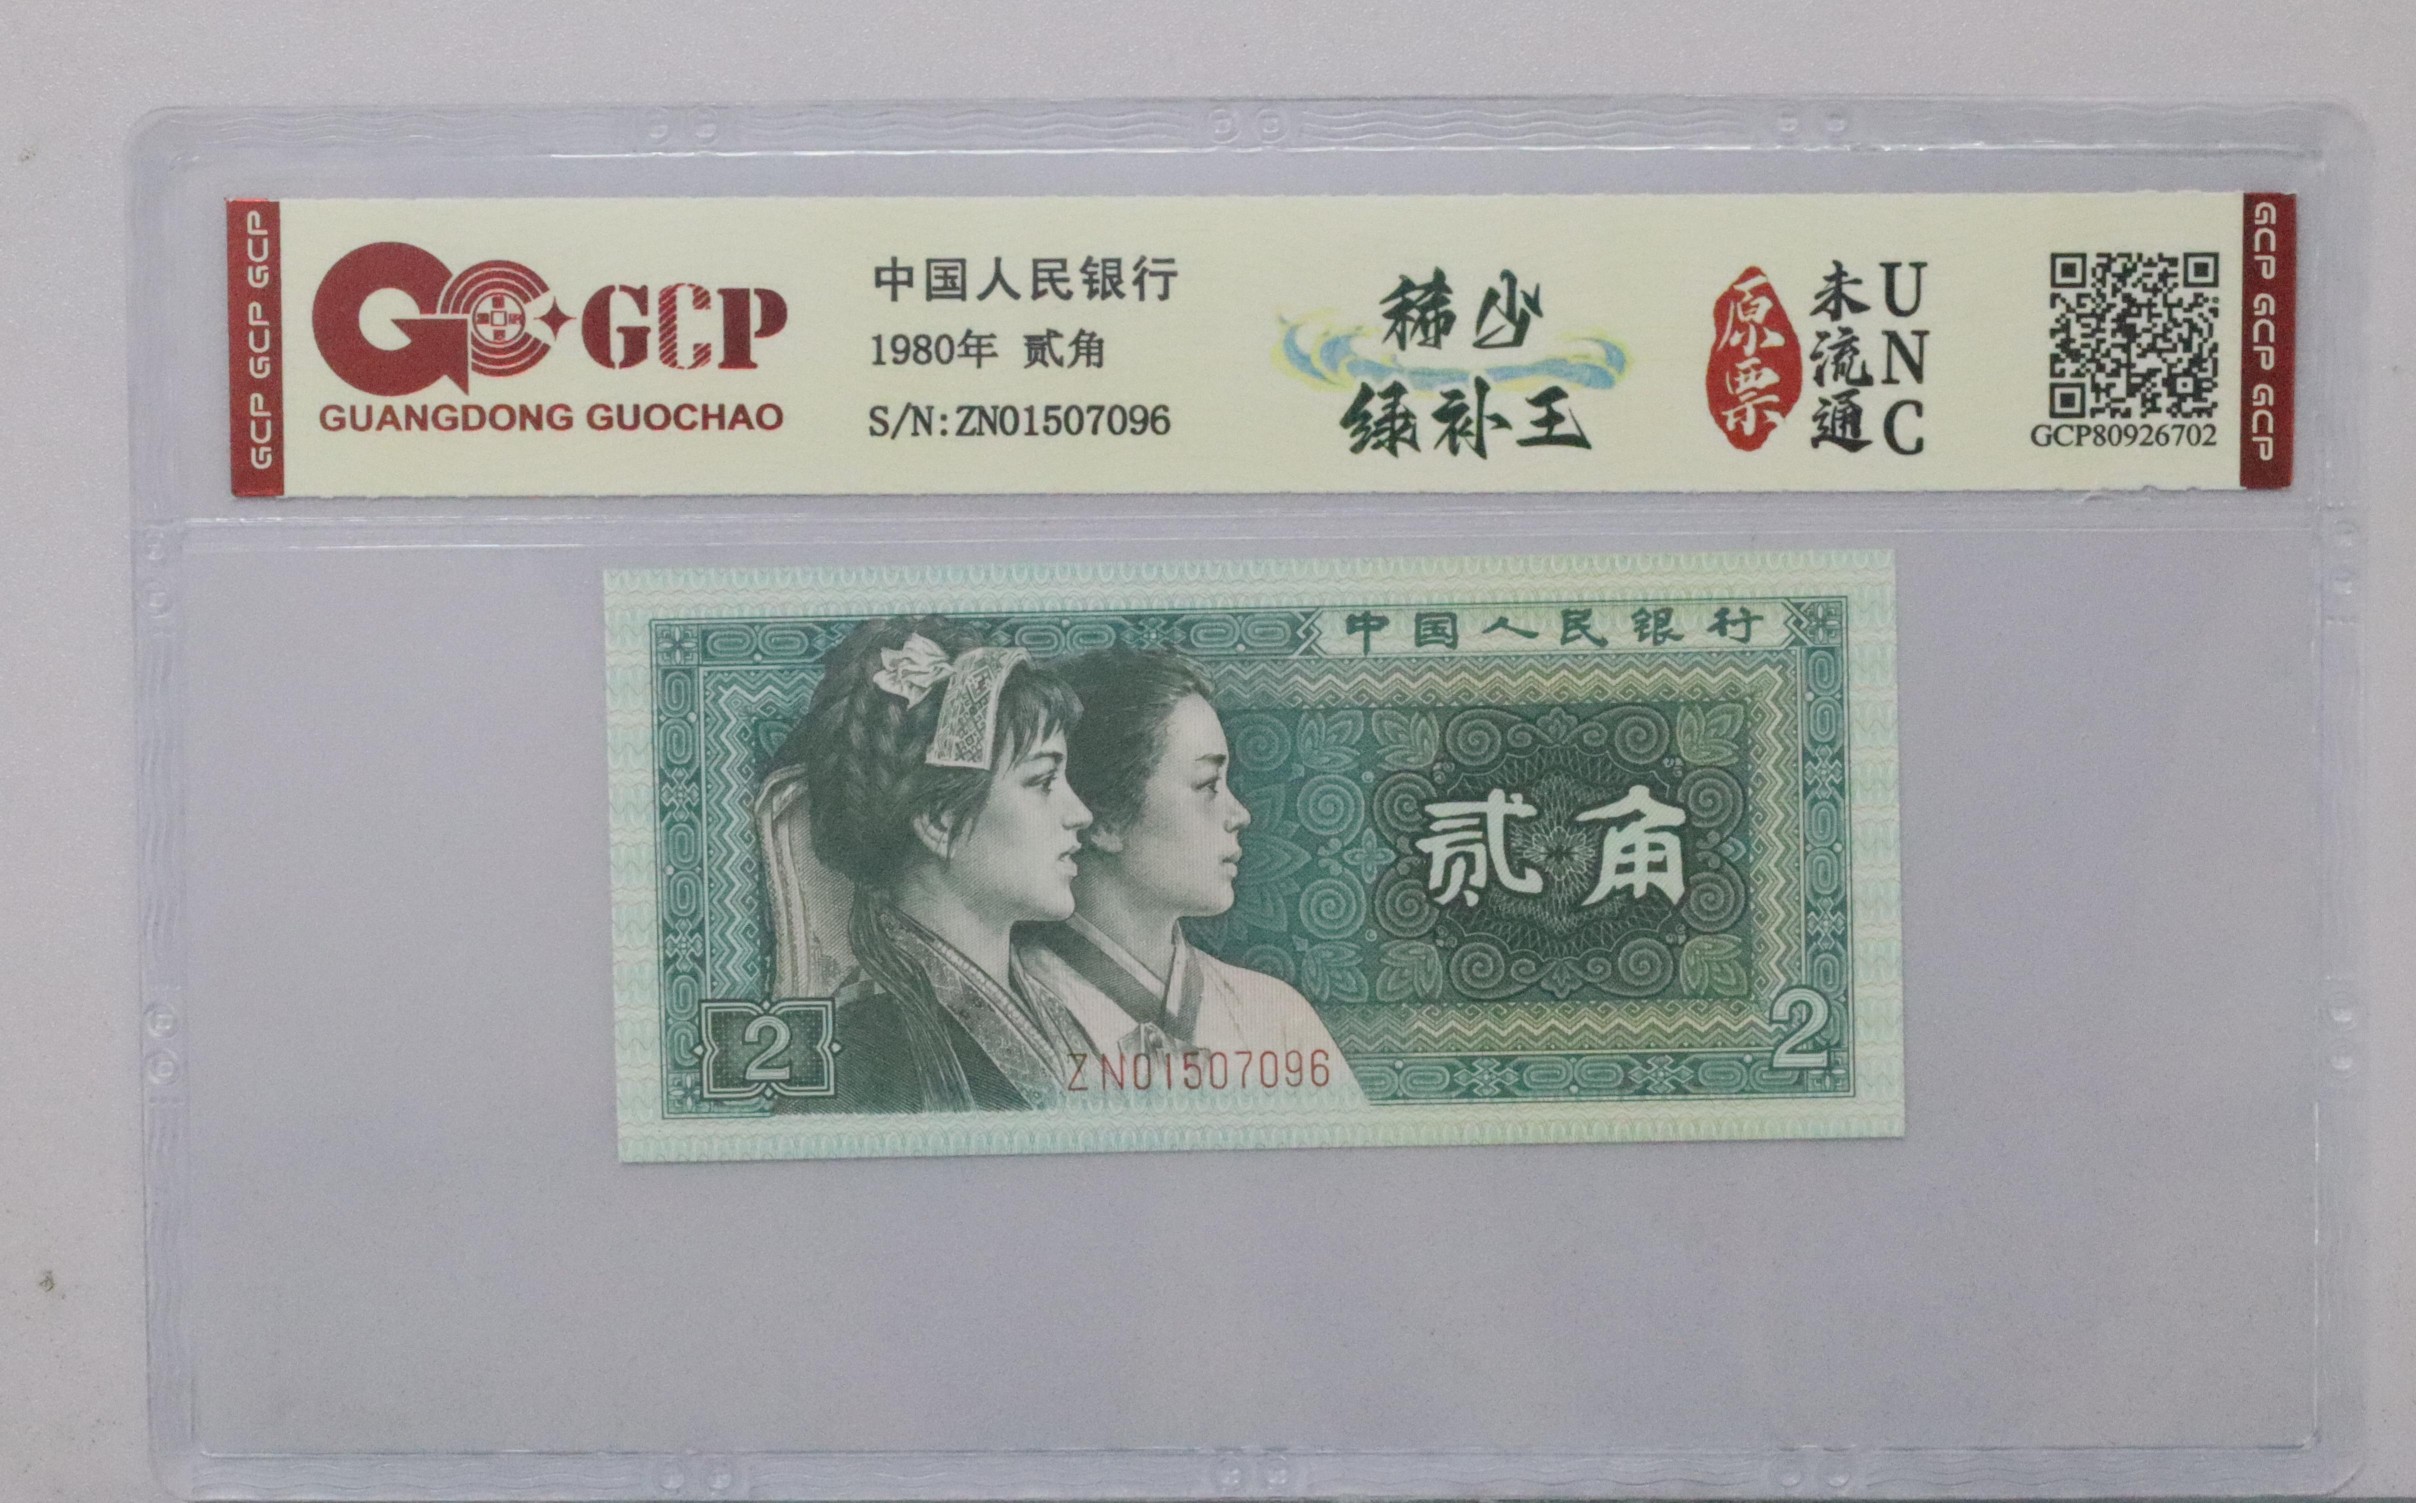 GCP GCP GCP
GCP
GUANGDONG GUOCHAO
中国人民银行
1980年 贰角
S/N:ZN01507096
稀少
绿补王
原票
未流通
UNC
GCP80926702
GCP GCP GCP
中国人民银行
贰角
2
2
ZN01507096